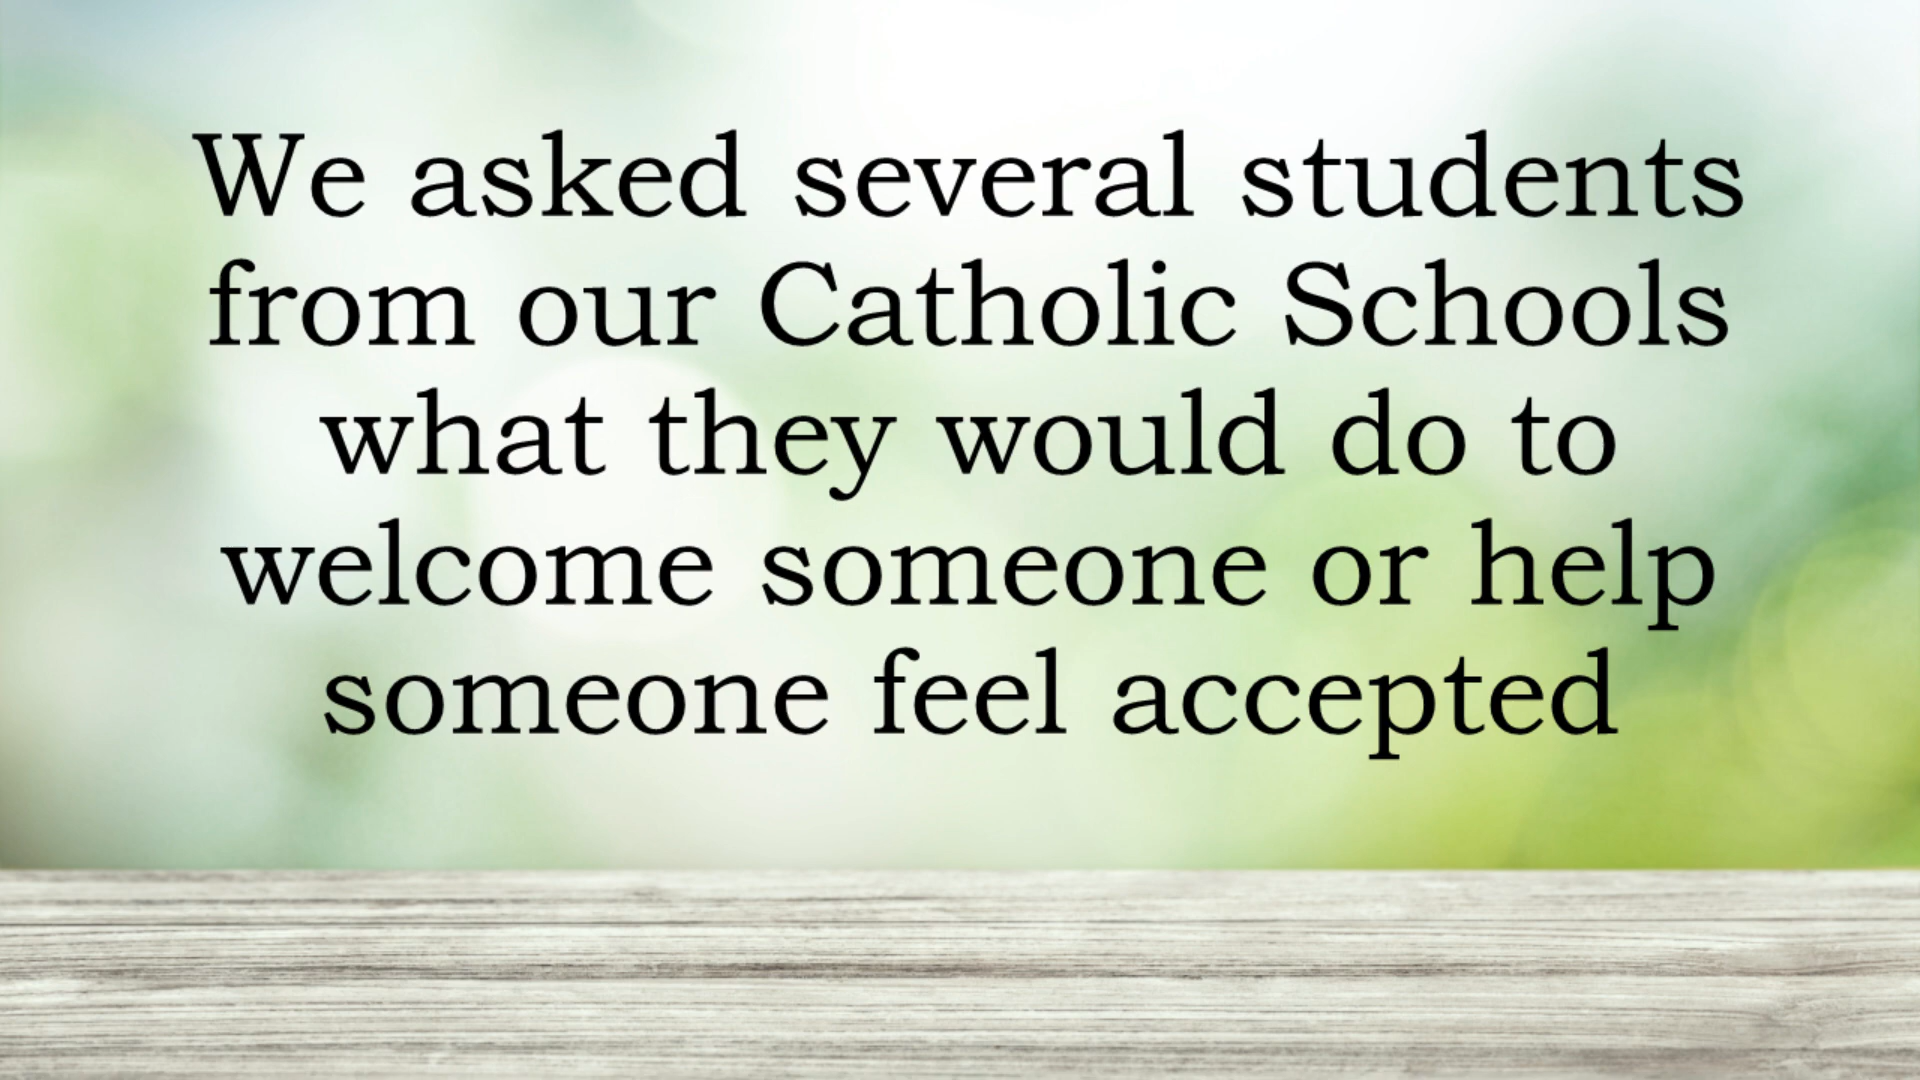 We asked several students
from our Catholic Schools
what they would do to
welcome someone or help
someone feel accepted